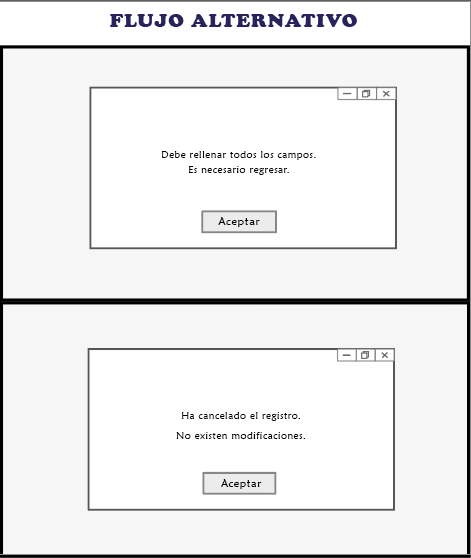 FLUJO ALTERNATIVO
Debe rellenar todos los campos.
Es necesario regresar.
Aceptar
Ha cancelado el registro.
No existen modificaciones.
Aceptar